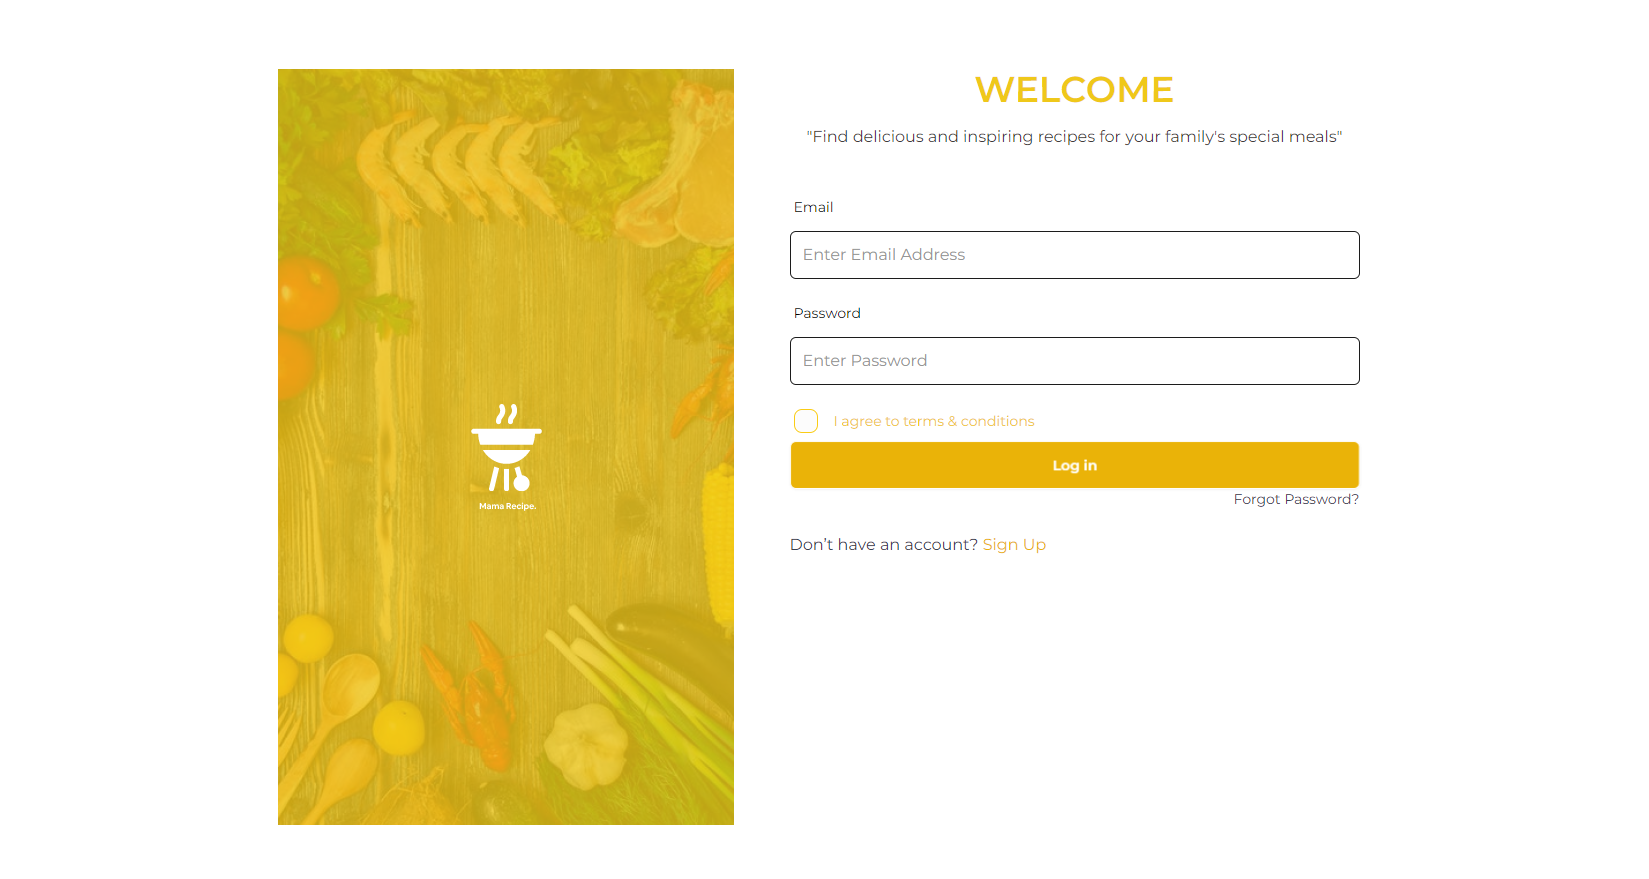 Mama Recipe.
WELCOME
"Find delicious and inspiring recipes for your family's special meals"
Email
Enter Email Address
Password
Enter Password
I agree to terms & conditions
Log in
Forgot Password?
Don’t have an account? Sign Up